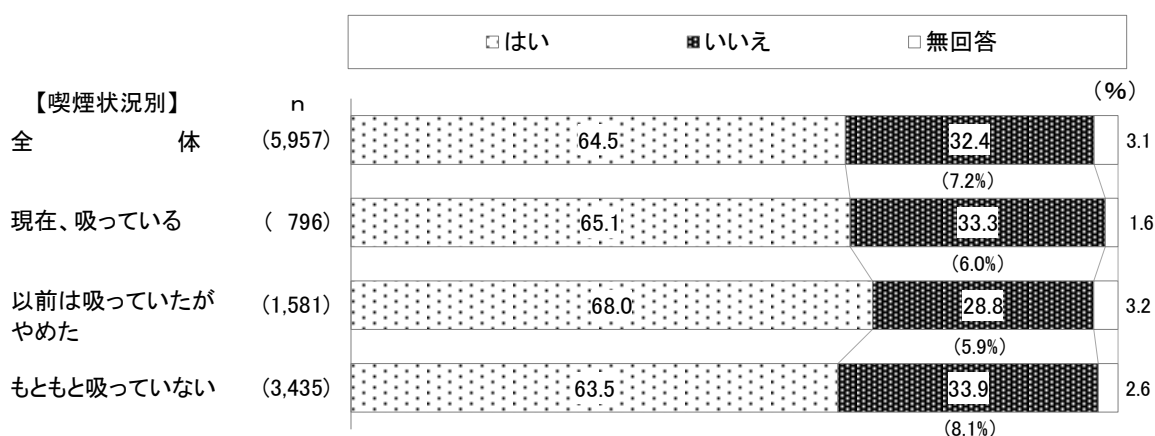 はい いいえ 無回答
(%)
【喫煙状況別】 n
全体 (5,957) 64.5 32.4 3.1
(7.2%)
現在、吸っている ( 796) 65.1 33.3 1.6
(6.0%)
以前は吸っていたが
やめた (1,581) 68.0 28.8 3.2
(5.9%)
もともと吸っていない (3,435) 63.5 33.9 2.6
(8.1%)